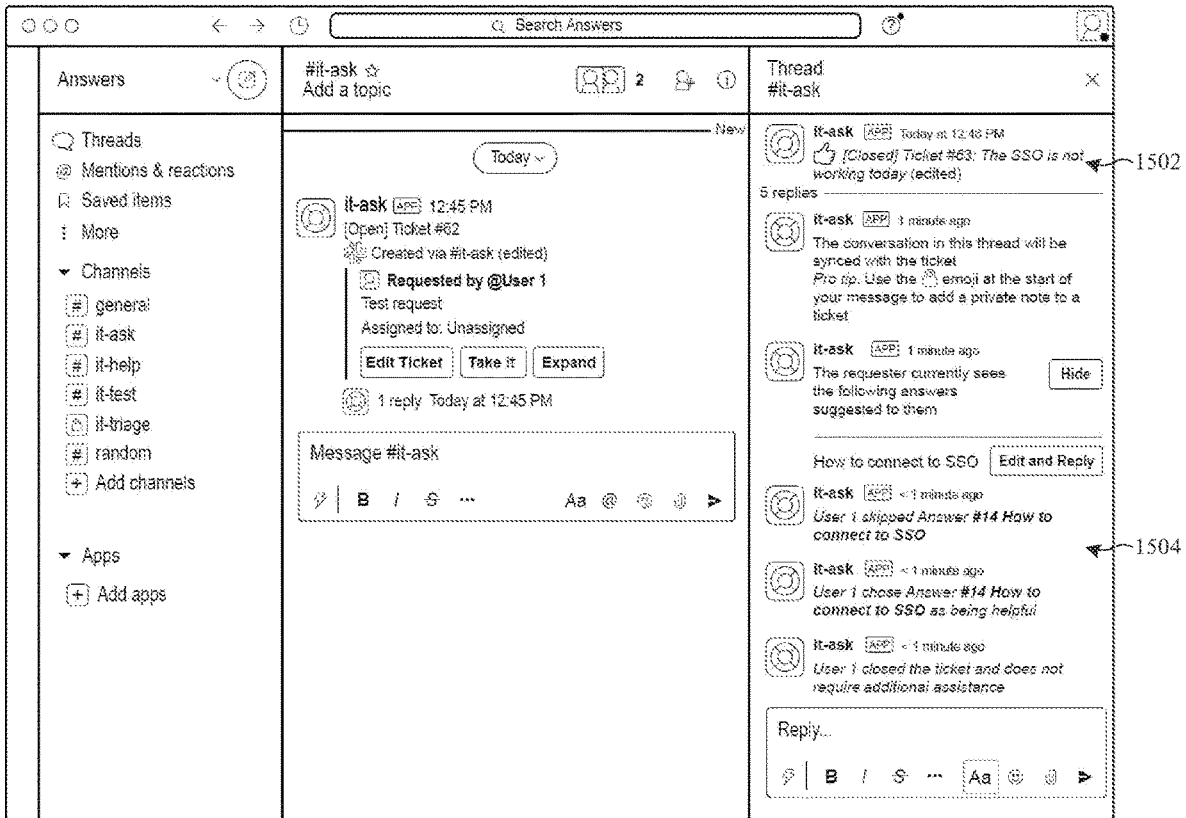 Search Answers
Answers
Threads
@ Mentions & reactions
Saved items
More
Channels
# general
# it-ask
# it-help
# it-test
it-triage
# random
+ Add channels
Apps
+ Add apps
#it-ask
Add a topic
2
New
Today
it-ask APP 12:45 PM
[Open] Ticket #62
Created via #it-ask (edited)
Requested by @User 1
Test request
Assigned to: Unassigned
Edit Ticket Take it Expand
1 reply Today at 12:45 PM
Message #it-ask
B I S ... Aa @
Thread
#it-ask
it-ask APP Today at 12:48 PM
[Closed] Ticket #63: The SSO is not
working today (edited)
5 replies
it-ask APP 1 minute ago
The conversation in this thread will be
synced with the ticket
Pro tip. Use the emoji at the start of
your message to add a private note to a
ticket
it-ask APP 1 minute ago
The requester currently sees
the following answers
suggested to them
Hide
How to connect to SSO Edit and Reply
it-ask APP < 1 minute ago
User 1 skipped Answer #14 How to
connect to SSO
it-ask APP < 1 minute ago
User 1 chose Answer #14 How to
connect to SSO as being helpful
it-ask APP < 1 minute ago
User 1 closed the ticket and does not
require additional assistance
Reply...
B I S ... Aa
1502
1504